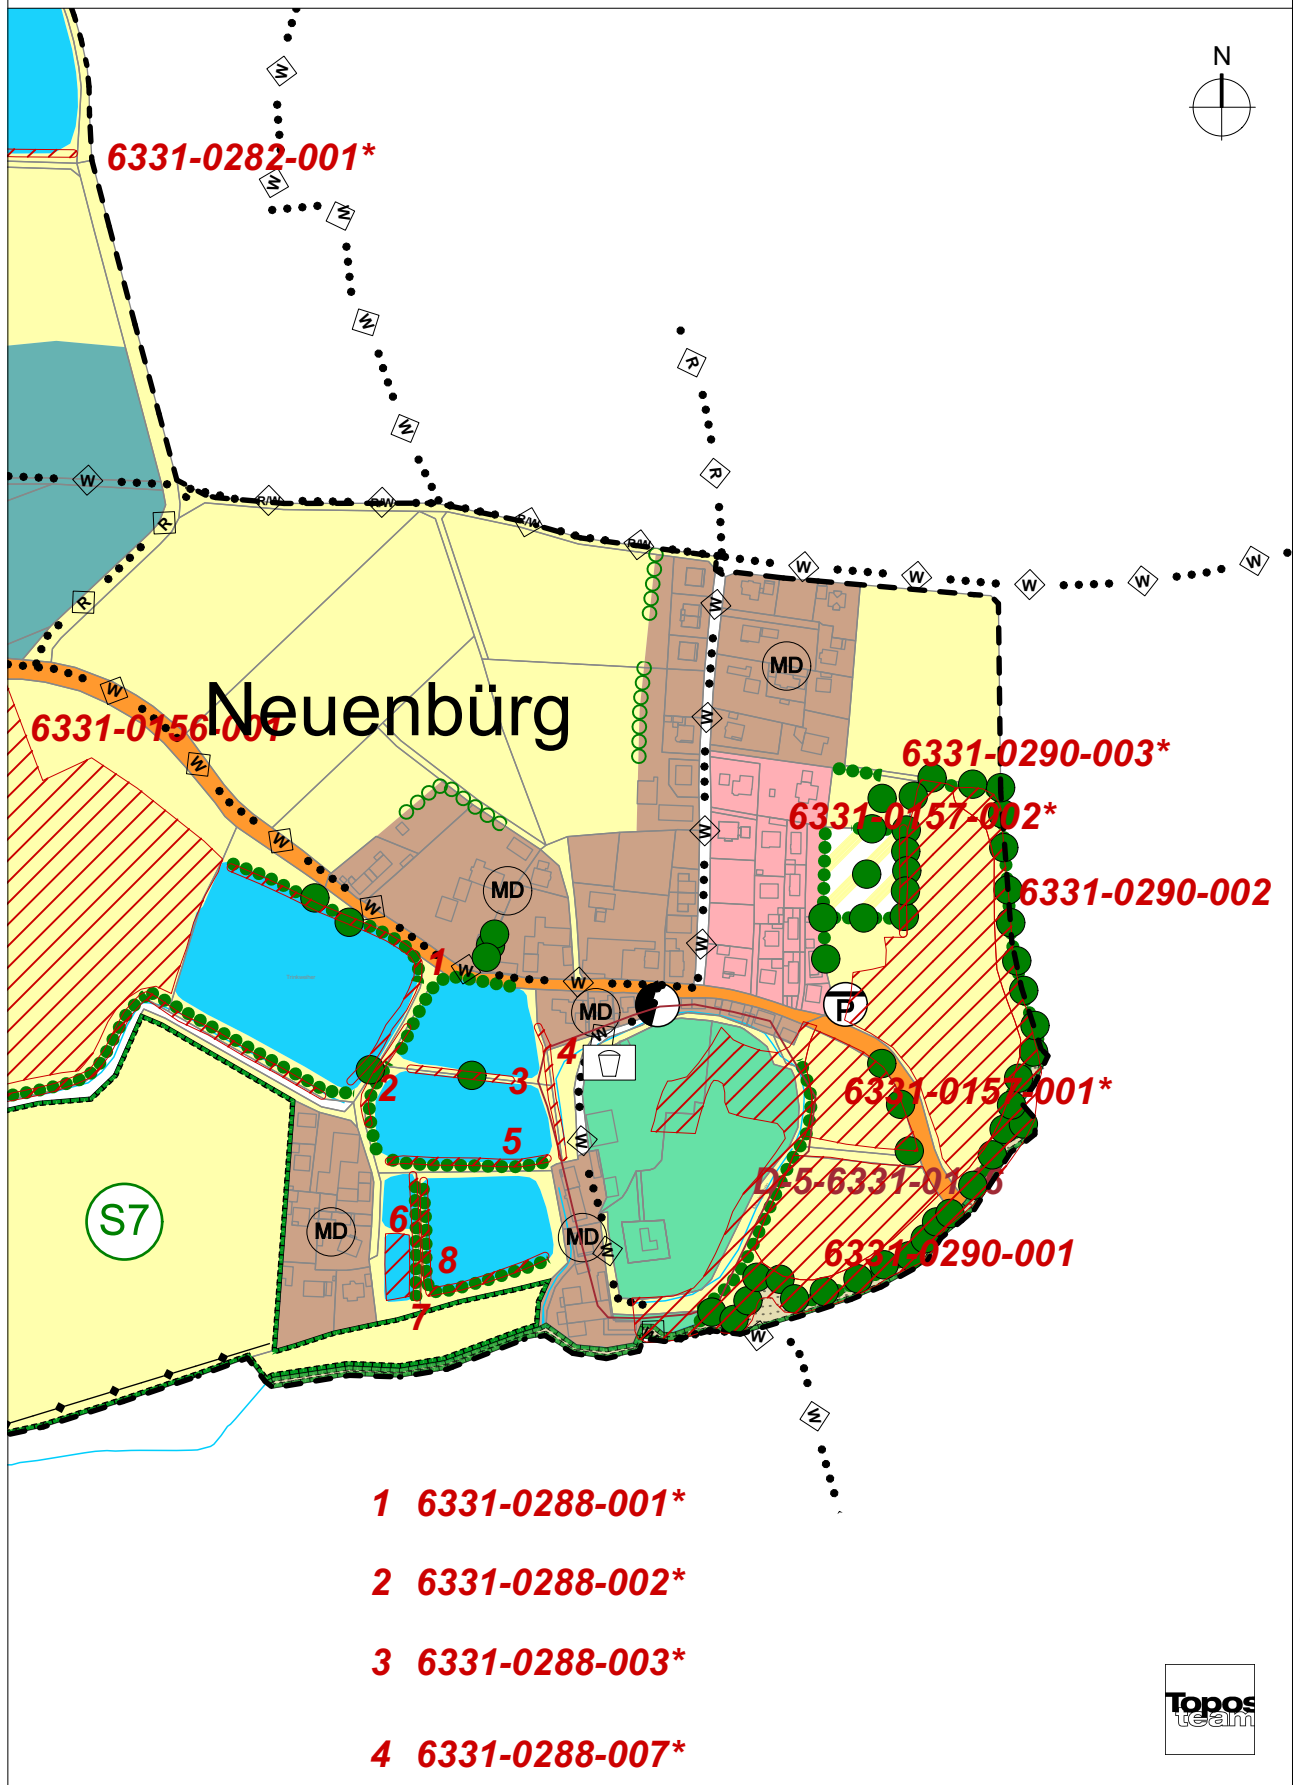 N
W
6331-0282-001*
W
W
W
R
W
R
W
R/W
R/W
R/W
R/W
R
W
W
W
W
W
R
W
MD
W
Neuenbürg
6331-0156-001
W
W
6331-0290-003*
6331-0157-002*
W
W
MD
6331-0290-002
W
W
1
W
W
MD
P
W
4
2
3
6331-0157-001*
5
W
D-5-6331-0156
S7
6
MD
MD
W
8
6331-0290-001
7
W
W
1 6331-0288-001*
2 6331-0288-002*
3 6331-0288-003*
4 6331-0288-007*
Topos
team